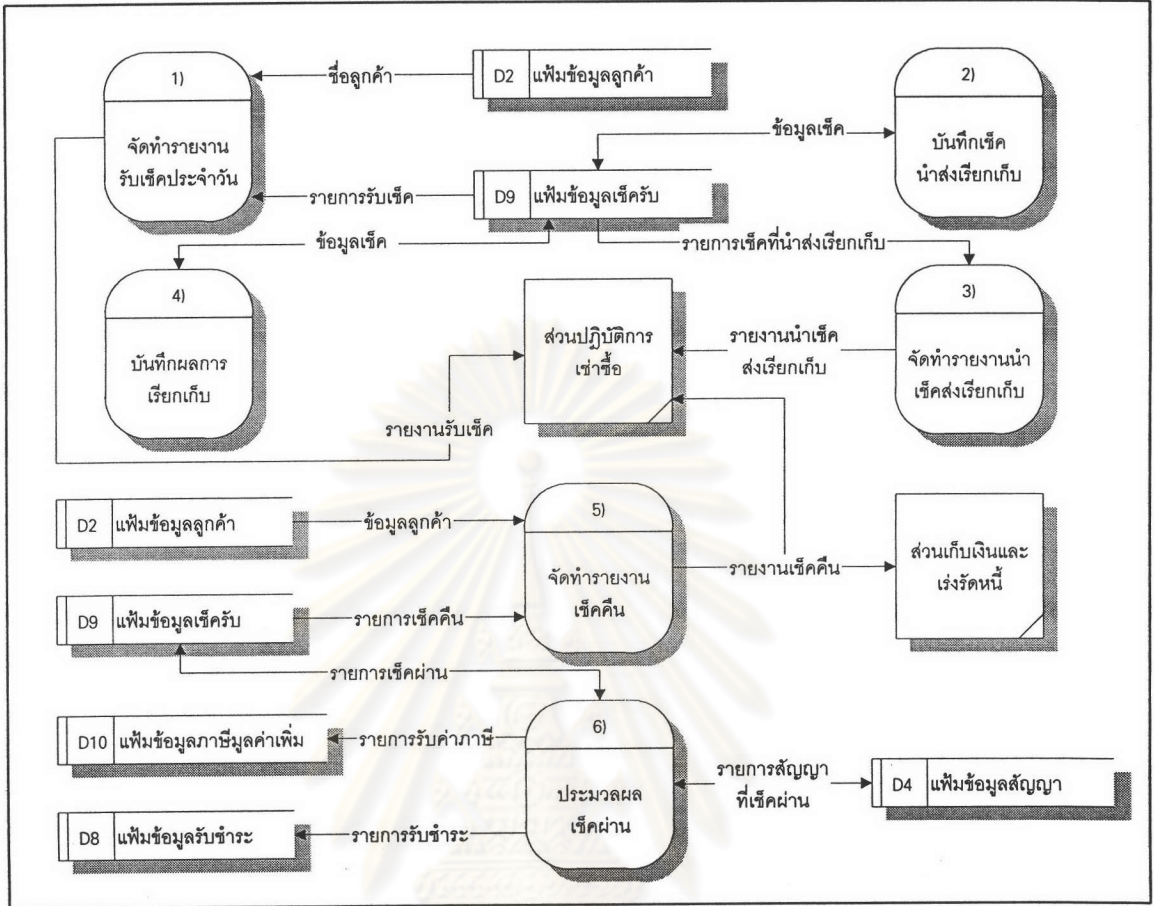 1)
ชื่อลูกค้า
D2 แฟ้มข้อมูลลูกค้า
2)
จัดทำรายงาน
รับเช็คประจำวัน
ข้อมูลเช็ค
บันทึกเช็ค
นำส่งเรียกเก็บ
รายการรับเช็ค
D9 แฟ้มข้อมูลเช็ครับ
ข้อมูลเช็ค
รายการเช็คที่นำส่งเรียกเก็บ
4)
3)
บันทึกผลการ
เรียกเก็บ
ส่วนปฏิบัติการ
เช่าซื้อ
รายงานนำเช็ค
ส่งเรียกเก็บ
จัดทำรายงานนำ
เช็คส่งเรียกเก็บ
รายงานรับเช็ค
D2 แฟ้มข้อมูลลูกค้า
ข้อมูลลูกค้า
5)
จัดทำรายงาน
เช็คคืน
รายงานเช็คคืน
ส่วนเก็บเงินและ
เร่งรัดหนี้
D9 แฟ้มข้อมูลเช็ครับ
รายการเช็คคืน
รายการเช็คผ่าน
D10 แฟ้มข้อมูลภาษีมูลค่าเพิ่ม
รายการรับค่าภาษี
6)
ประมวลผล
เช็คผ่าน
รายการสัญญา
ที่เช็คผ่าน
D4 แฟ้มข้อมูลสัญญา
D8 แฟ้มข้อมูลรับชำระ
รายการรับชำระ